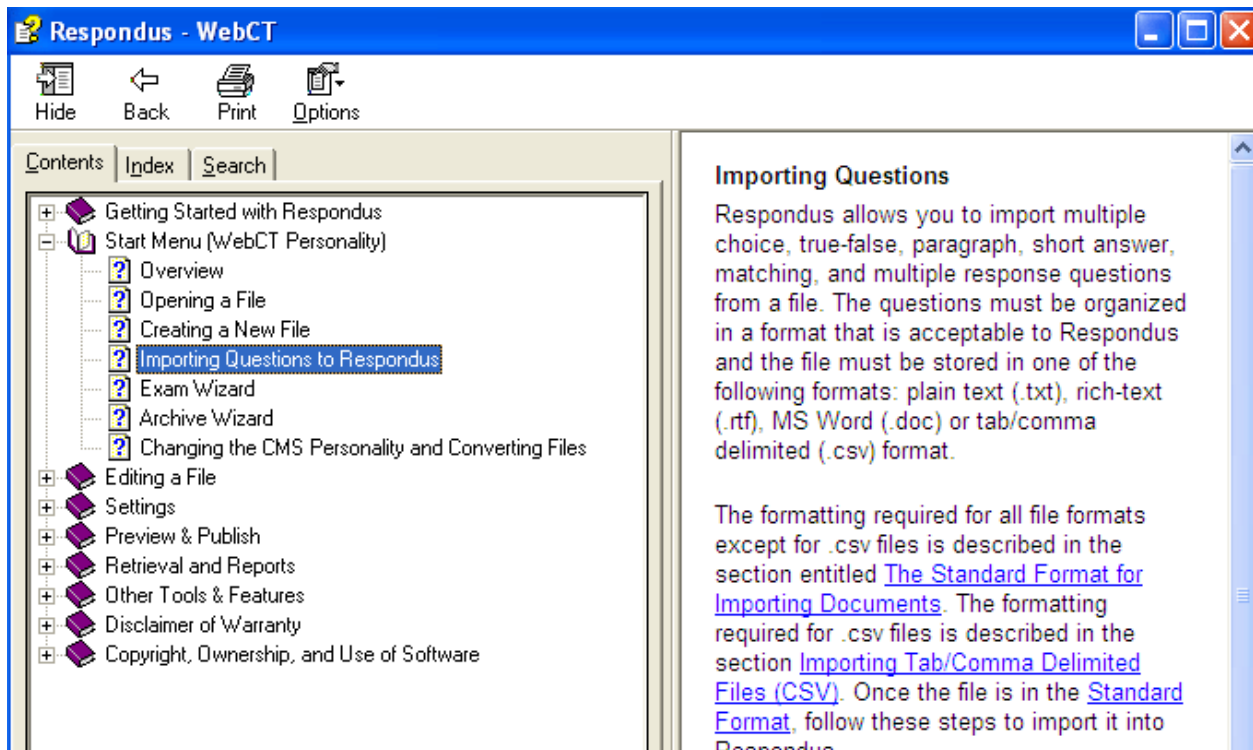 Respondus - WebCT
Hide Back Print Options
Contents Index Search
Getting Started with Respondus
Start Menu (WebCT Personality)
Overview
Opening a File
Creating a New File
Importing Questions to Respondus
Exam Wizard
Archive Wizard
Changing the CMS Personality and Converting Files
Editing a File
Settings
Preview & Publish
Retrieval and Reports
Other Tools & Features
Disclaimer of Warranty
Copyright, Ownership, and Use of Software
Importing Questions
Respondus allows you to import multiple
choice, true-false, paragraph, short answer,
matching, and multiple response questions
from a file. The questions must be organized
in a format that is acceptable to Respondus
and the file must be stored in one of the
following formats: plain text (.txt), rich-text
(.rtf), MS Word (.doc) or tab/comma
delimited (.csv) format.
The formatting required for all file formats
except for .csv files is described in the
section entitled The Standard Format for
Importing Documents. The formatting
required for .csv files is described in the
section Importing Tab/Comma Delimited
Files (CSV). Once the file is in the Standard
Format, follow these steps to import it into
Respondus